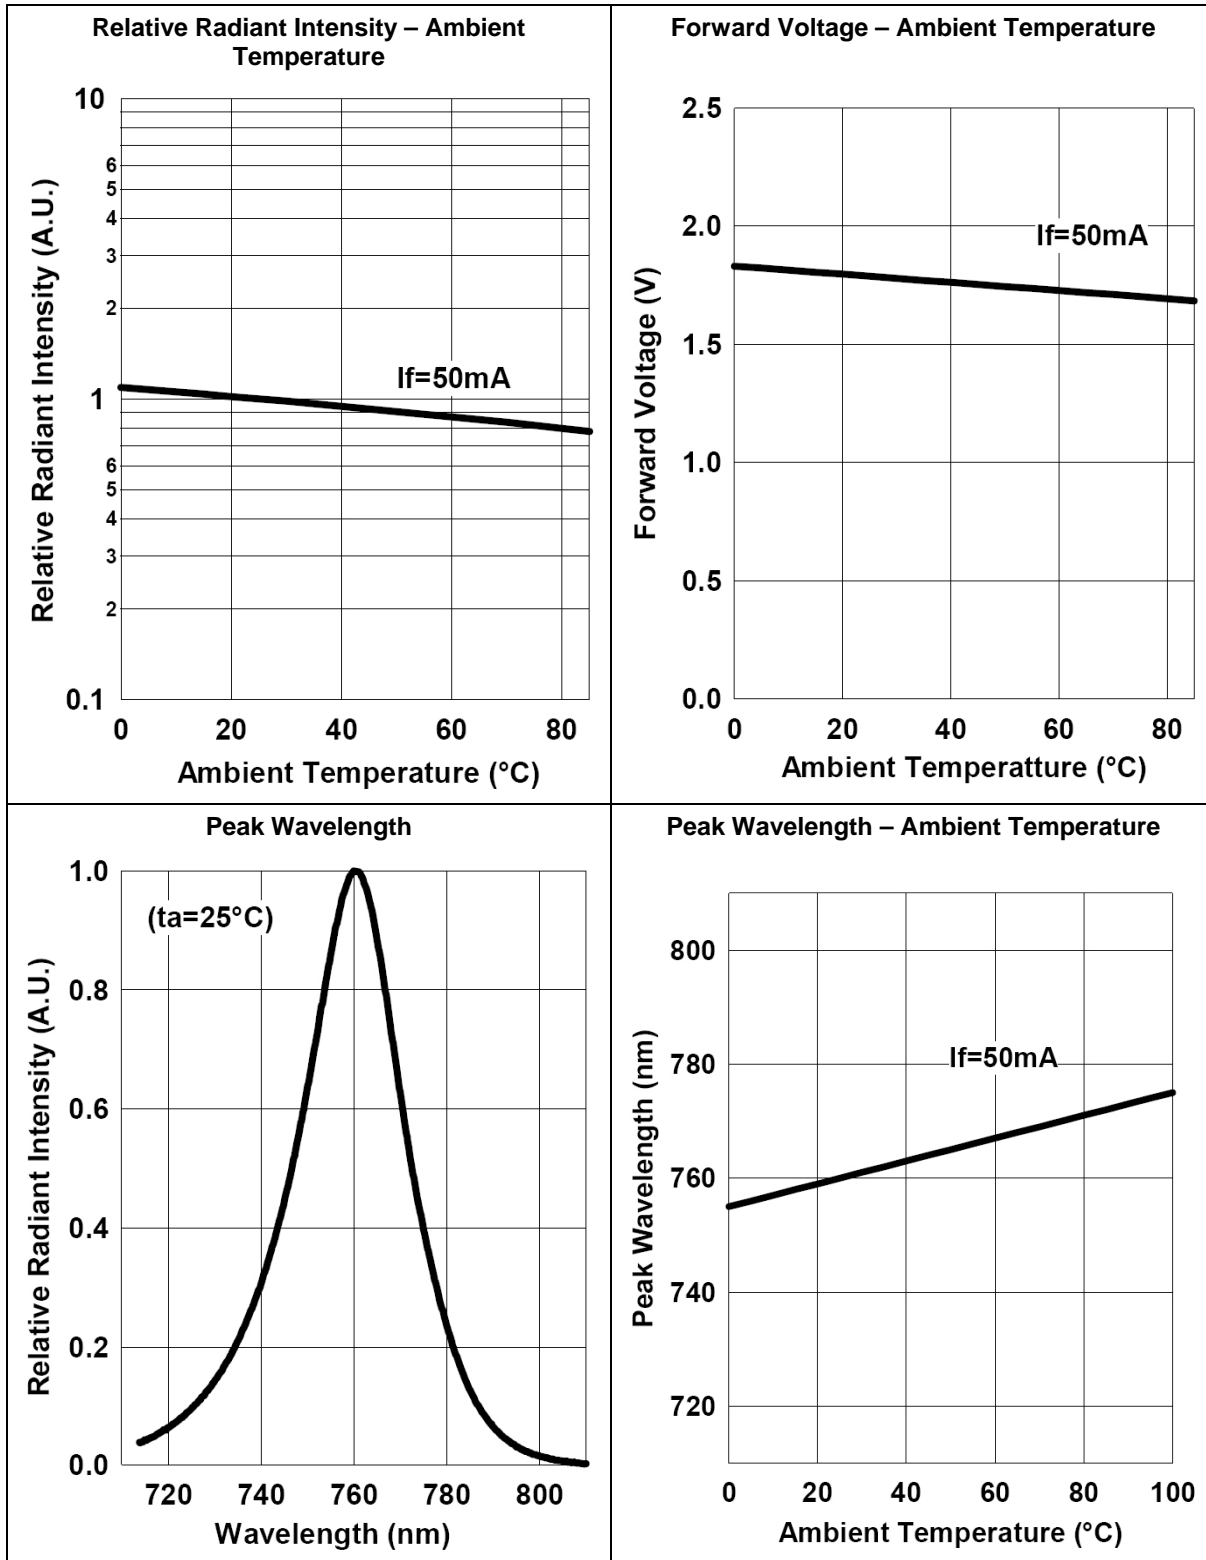 Relative Radiant Intensity – Ambient
Temperature
10
6
5
4
3
2
1
6
5
4
3
2
0.1
Relative Radiant Intensity (A.U.)
If=50mA
0 20 40 60 80
Ambient Temperature (°C)
Forward Voltage – Ambient Temperature
2.5
2.0
1.5
1.0
0.5
0.0
Forward Voltage (V)
If=50mA
0 20 40 60 80
Ambient Temperatture (°C)
Peak Wavelength
1.0
0.8
0.6
0.4
0.2
0.0
Relative Radiant Intensity (A.U.)
(ta=25°C)
720 740 760 780 800
Wavelength (nm)
Peak Wavelength – Ambient Temperature
800
780
760
740
720
Peak Wavelength (nm)
If=50mA
0 20 40 60 80 100
Ambient Temperature (°C)